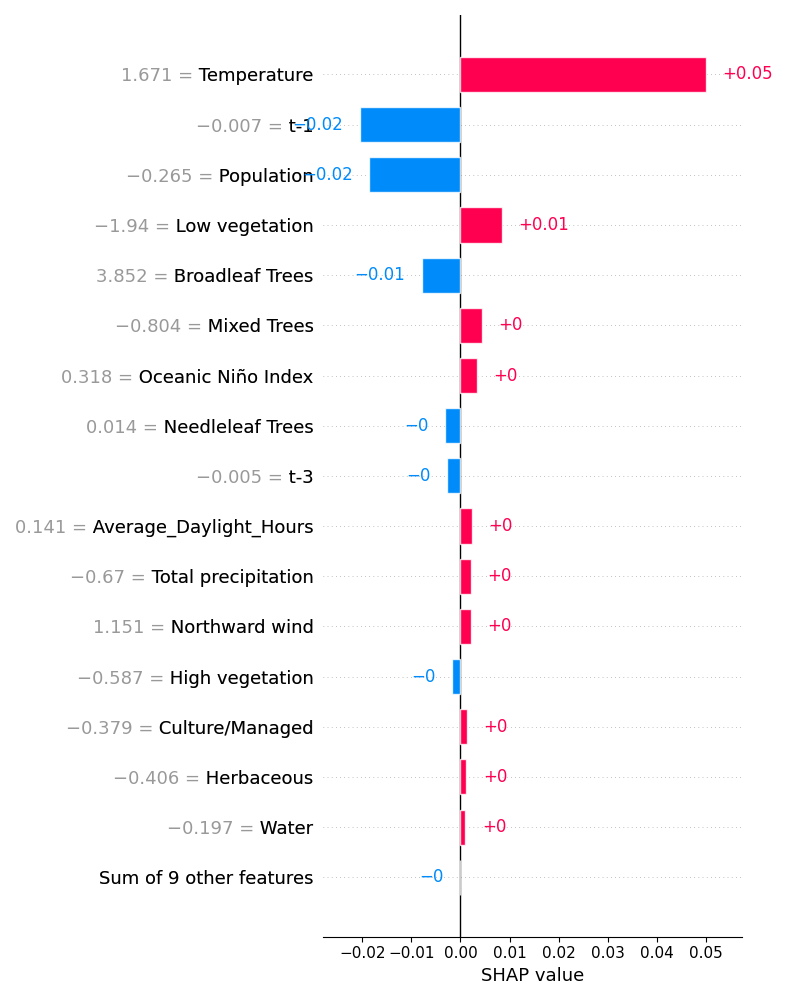 1.671 = Temperature +0.05
−0.007 = t-1 −0.02
−0.265 = Population −0.02
−1.94 = Low vegetation +0.01
3.852 = Broadleaf Trees −0.01
−0.804 = Mixed Trees +0
0.318 = Oceanic Niño Index +0
0.014 = Needleleaf Trees −0
−0.005 = t-3 −0
0.141 = Average_Daylight_Hours +0
−0.67 = Total precipitation +0
1.151 = Northward wind +0
−0.587 = High vegetation −0
−0.379 = Culture/Managed +0
−0.406 = Herbaceous +0
−0.197 = Water +0
Sum of 9 other features −0
−0.02 −0.01 0.00 0.01 0.02 0.03 0.04 0.05
SHAP value